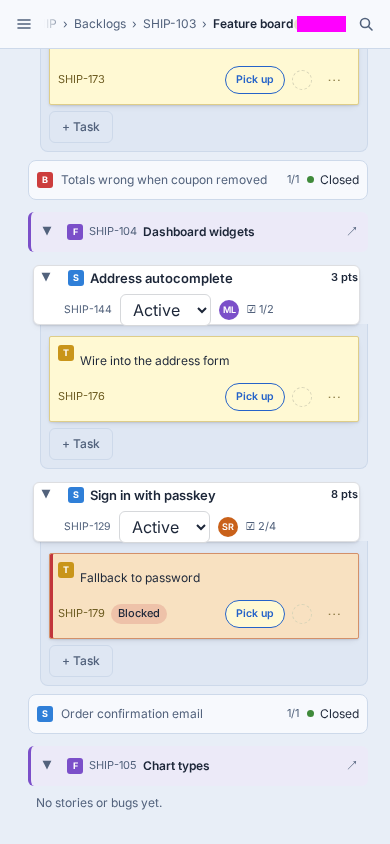 IP › Backlogs › SHIP-103 › Feature board
SHIP-173 Pick up ...
+ Task
B Totals wrong when coupon removed 1/1 Closed
F SHIP-104 Dashboard widgets
S Address autocomplete 3 pts
SHIP-144 Active ML 1/2
T Wire into the address form
SHIP-176 Pick up ...
+ Task
S Sign in with passkey 8 pts
SHIP-129 Active SR 2/4
T Fallback to password
SHIP-179 Blocked Pick up ...
+ Task
S Order confirmation email 1/1 Closed
F SHIP-105 Chart types
No stories or bugs yet.